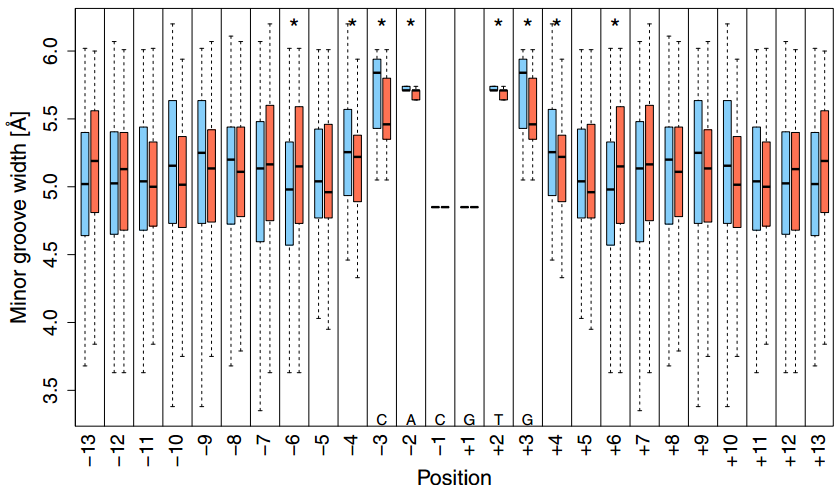 * * * * * * * *
6.0
5.5
5.0
4.5
4.0
3.5
Minor groove width [Å]
C A C G T G
−13 −12 −11 −10 −9 −8 −7 −6 −5 −4 −3 −2 −1 +1 +2 +3 +4 +5 +6 +7 +8 +9 +10 +11 +12 +13
Position